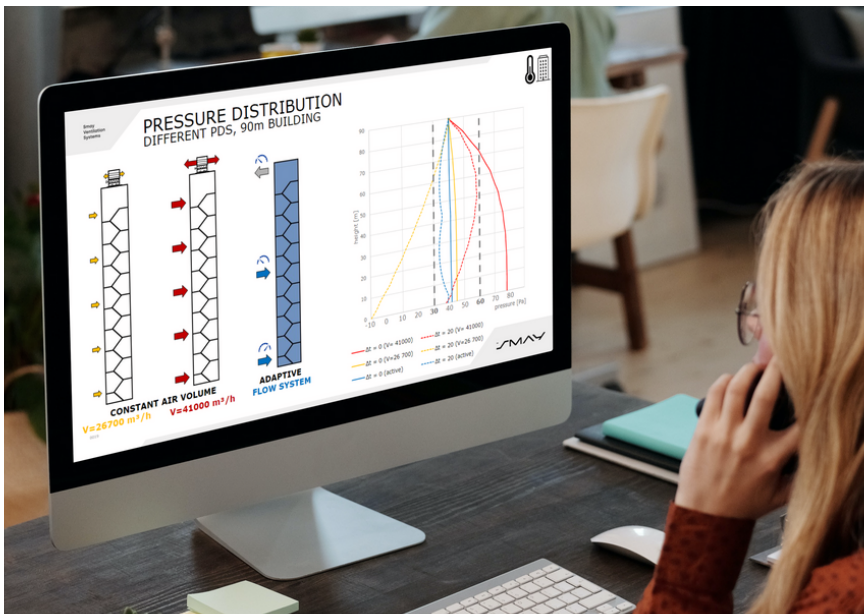 Smay
Ventilation
Systems
PRESSURE DISTRIBUTION
DIFFERENT PDS, 90m BUILDING
CONSTANT AIR VOLUME
V=26700 m³/h
V=41000 m³/h
ADAPTIVE
FLOW SYSTEM
height [m]
90
80
70
60
50
40
30
20
10
0
-10 0 10 20 30 40 50 60 70 80
pressure [Pa]
Δt = 0 (V= 41000)
Δt = 20 (V= 41000)
Δt = 0 (V=26 700)
Δt = 20 (V=26 700)
Δt = 0 (active)
Δt = 20 (active)
SMAY